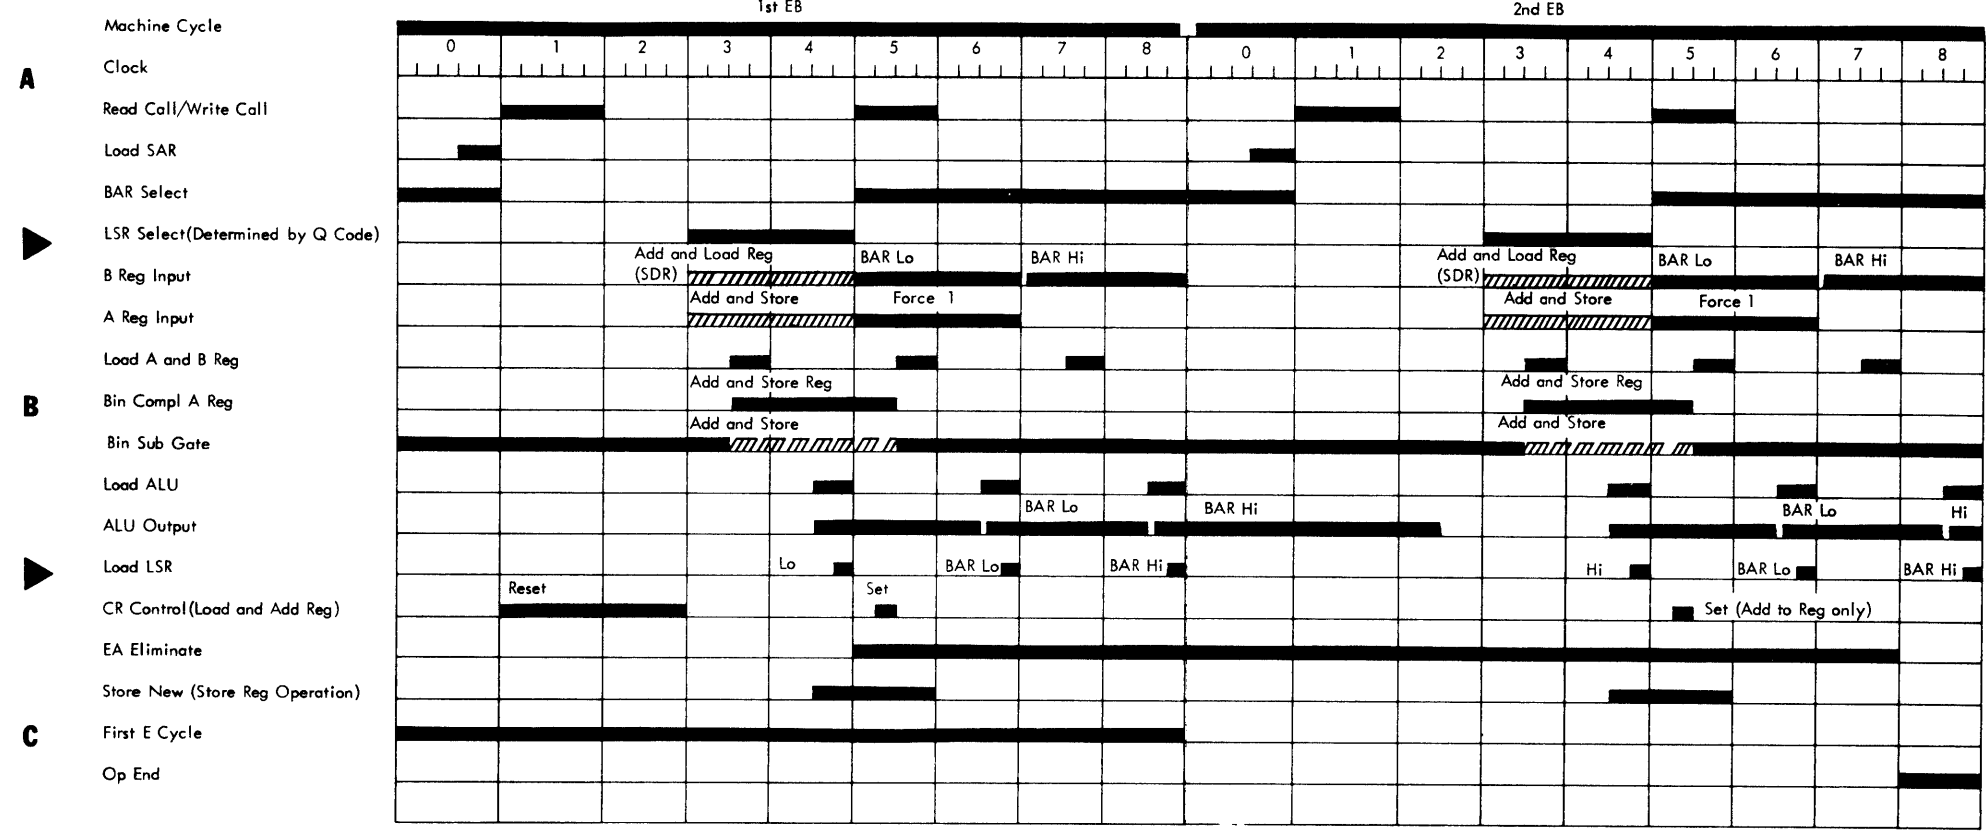 1st EB 2nd EB
Machine Cycle
0 1 2 3 4 5 6 7 8 0 1 2 3 4 5 6 7 8
Clock
A
Read Call/Write Call
Load SAR
BAR Select
LSR Select(Determined by Q Code)
Add and Load Reg BAR Lo BAR Hi Add and Load Reg BAR Lo BAR Hi
B Reg Input (SDR) (SDR)
Add and Store Force 1 Add and Store Force 1
A Reg Input
Load A and B Reg
Add and Store Reg Add and Store Reg
B Bin Compl A Reg
Add and Store Add and Store
Bin Sub Gate
Load ALU
BAR Lo BAR Hi BAR Lo Hi
ALU Output
Load LSR Lo BAR Lo BAR Hi Hi BAR Lo BAR Hi
Reset Set
CR Control(Load and Add Reg) Set (Add to Reg only)
EA Eliminate
Store New (Store Reg Operation)
C First E Cycle
Op End